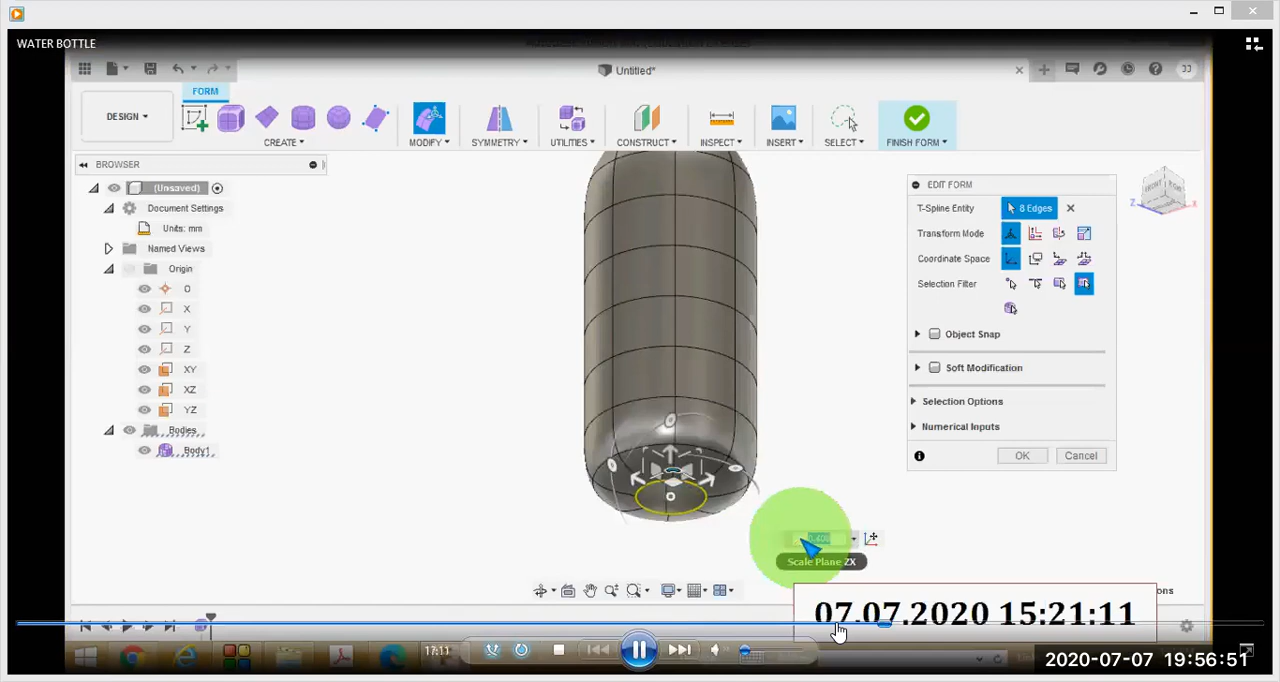 WATER BOTTLE
Untitled*
JJ
FORM
DESIGN
CREATE
MODIFY
SYMMETRY
UTILITIES
CONSTRUCT
INSPECT
INSERT
SELECT
FINISH FORM
BROWSER
(Unsaved)
Document Settings
Units: mm
Named Views
Origin
O
X
Y
Z
XY
XZ
YZ
Bodies
Body1
FRONT
Z
X
EDIT FORM
T-Spline Entity
8 Edges
Transform Mode
Coordinate Space
Selection Filter
Object Snap
Soft Modification
Selection Options
Numerical Inputs
OK
Cancel
Scale Plane ZX
07.07.2020 15:21:11
17:11
2020-07-07 19:56:51